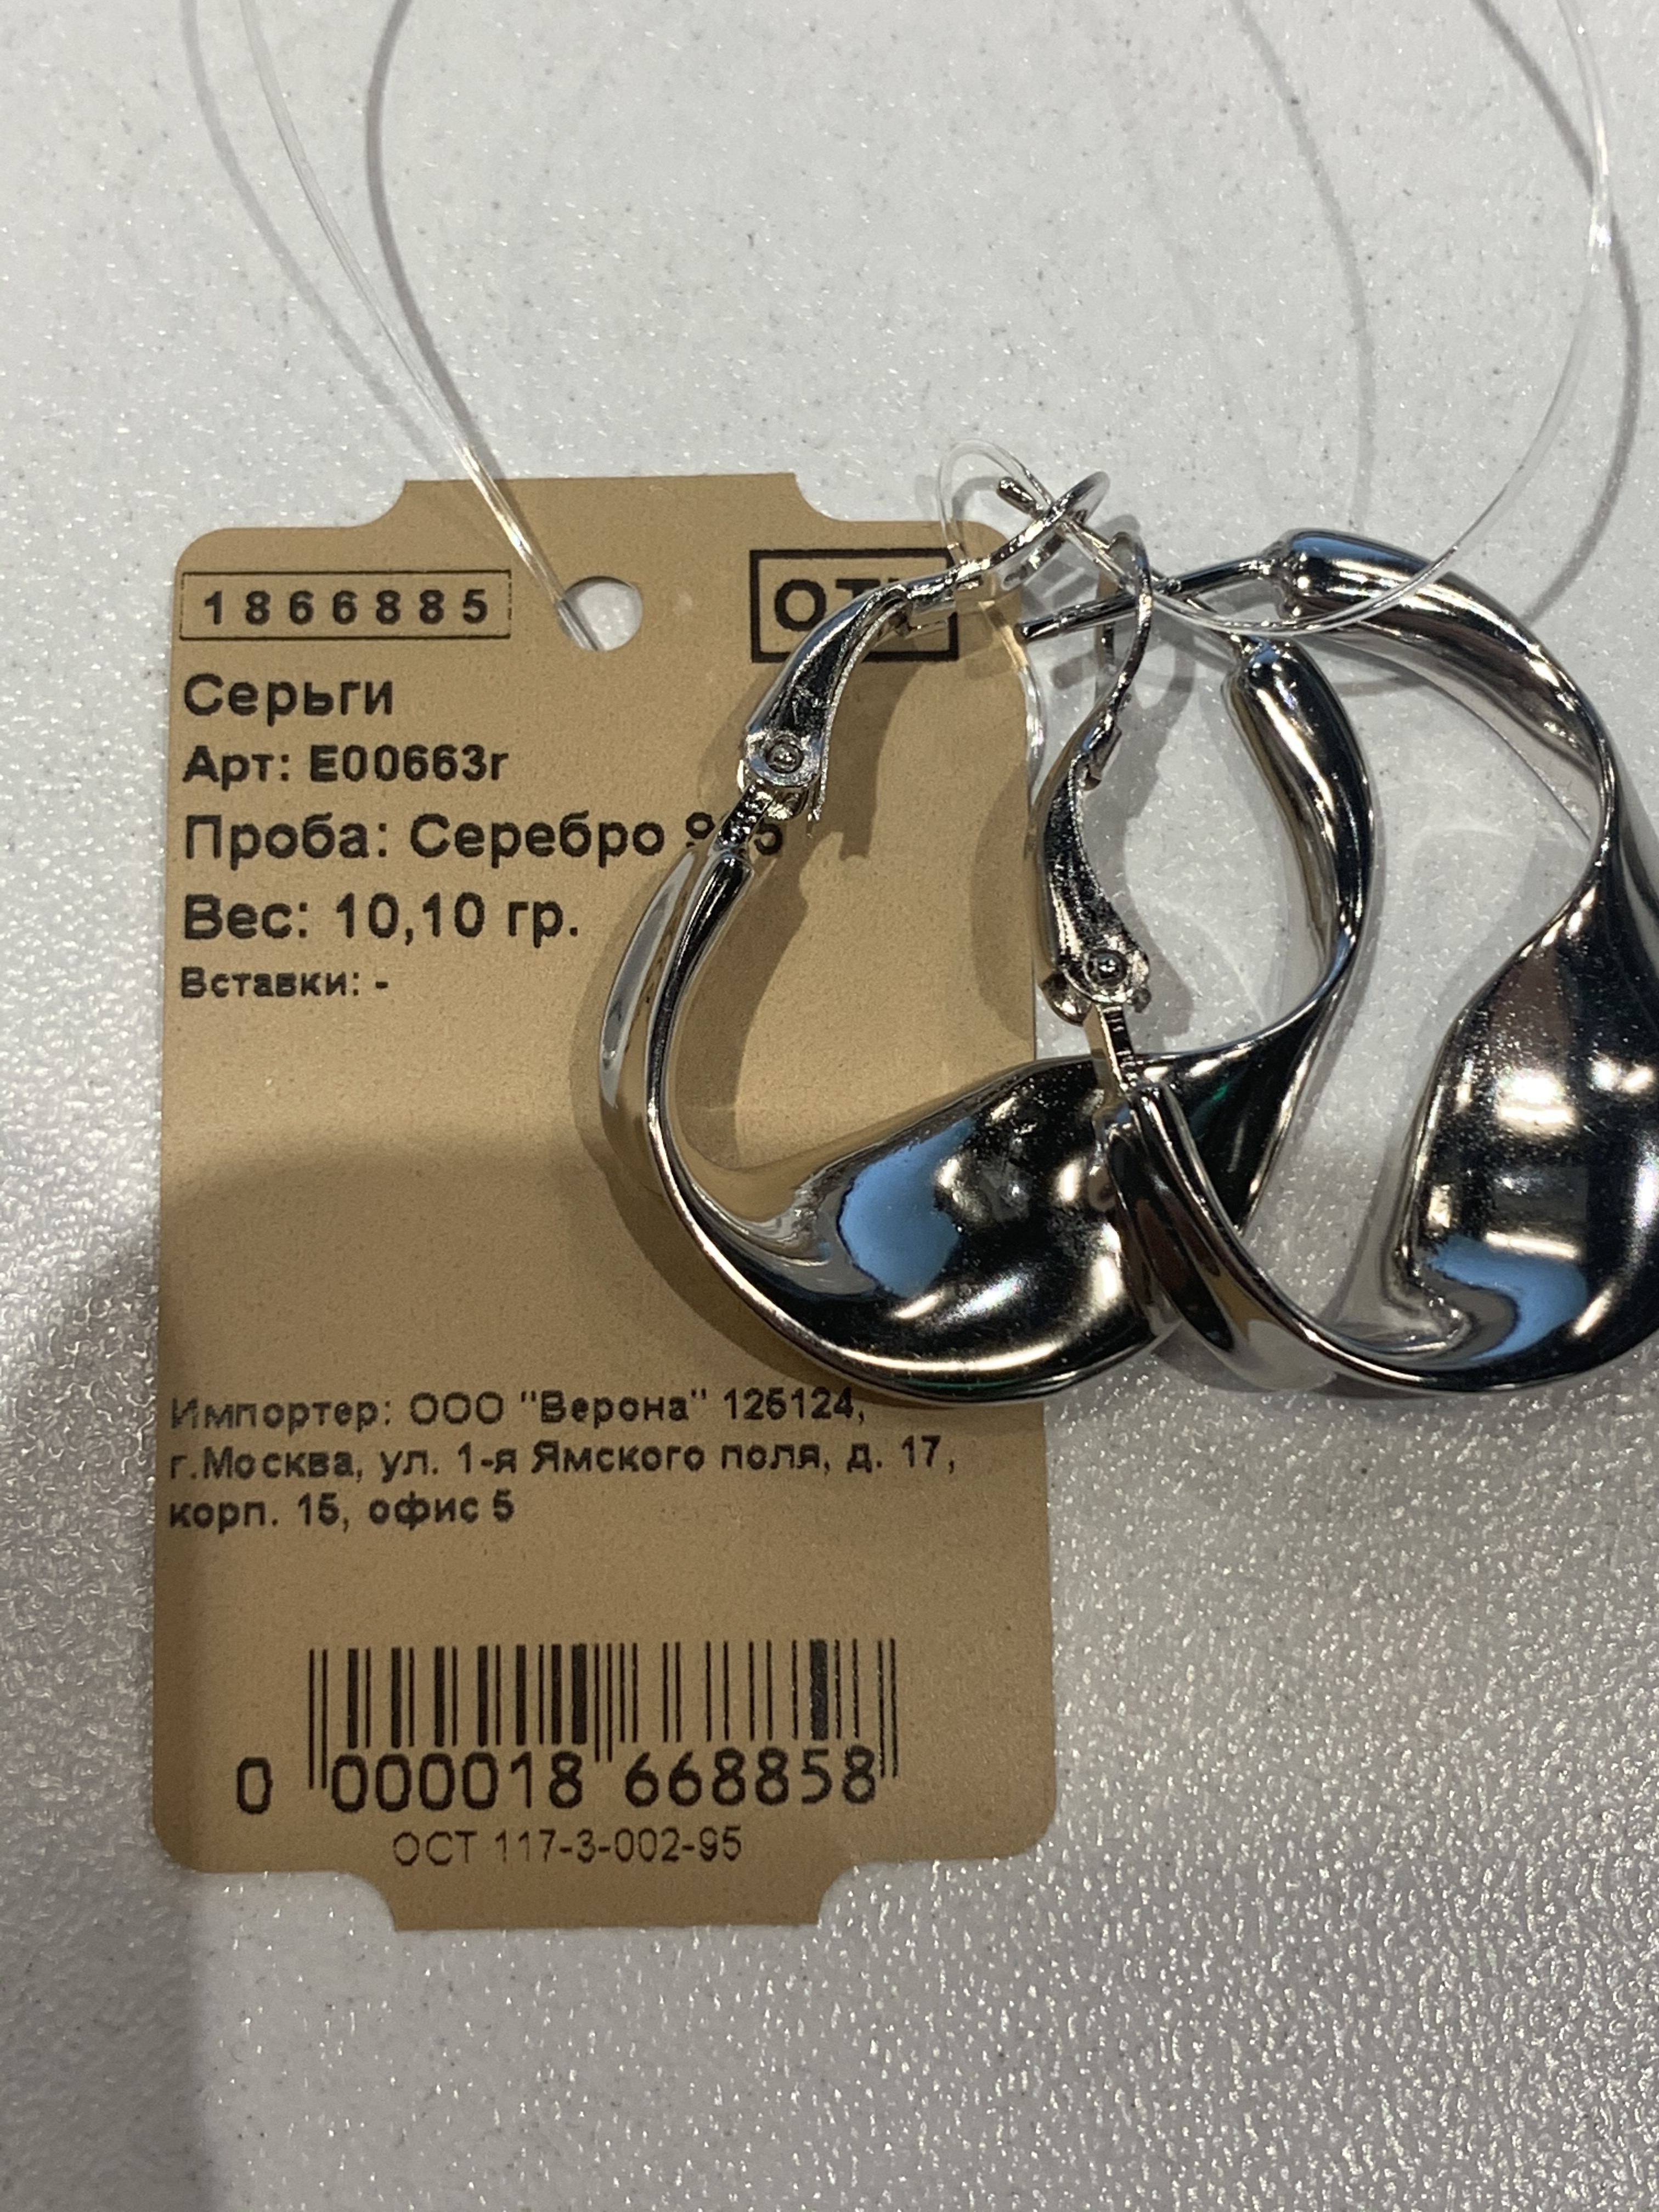 1866885
Серьги
Арт: E00663r
Проба: Серебро
Вес: 10,10 гр.
Вставки: -
Импортер: ООО "Верона" 125124,
г.Москва, ул. 1-я Ямского поля, д. 17,
корп. 15, офис 5
0 000018 668858
ОСТ 117-3-002-95